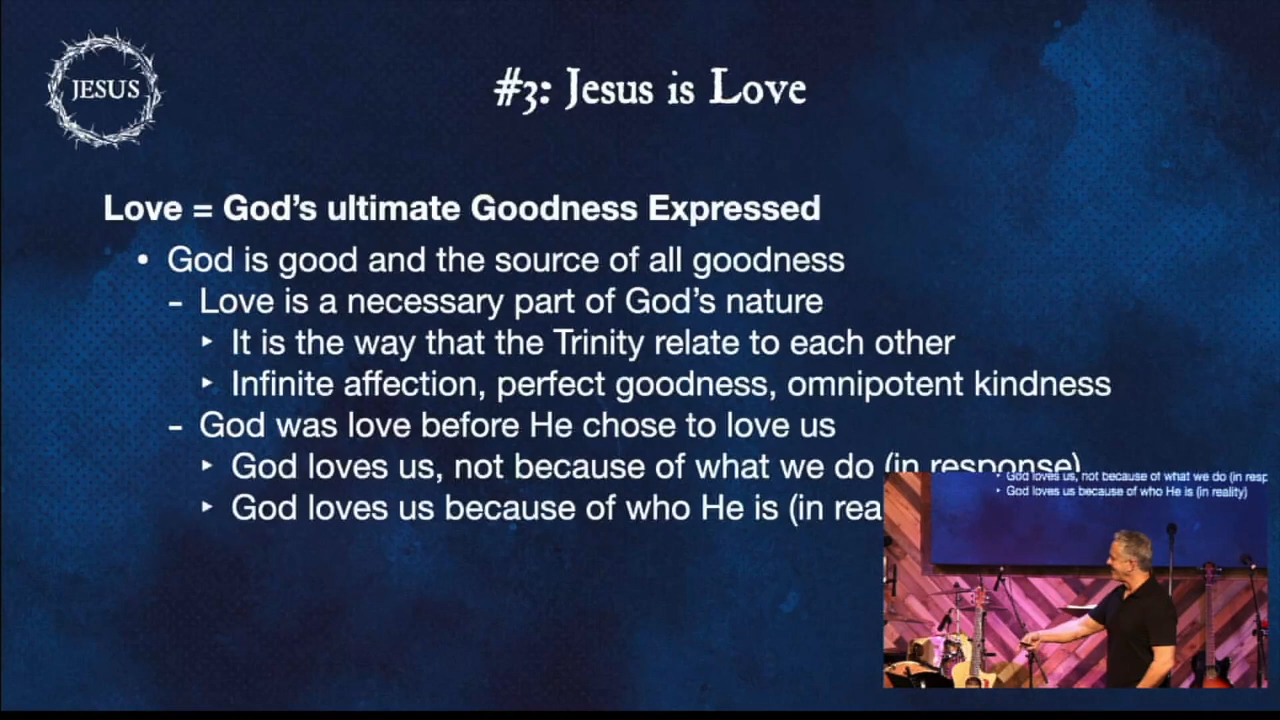 JESUS
#3: Jesus is Love
Love = God's ultimate Goodness Expressed
• God is good and the source of all goodness
- Love is a necessary part of God's nature
‣ It is the way that the Trinity relate to each other
‣ Infinite affection, perfect goodness, omnipotent kindness
- God was love before He chose to love us
‣ God loves us, not because of what we do (in response)
‣ God loves us because of who He is (in rea
• God loves us, not because of what we do (in resp
• God loves us because of who He is (in reality)